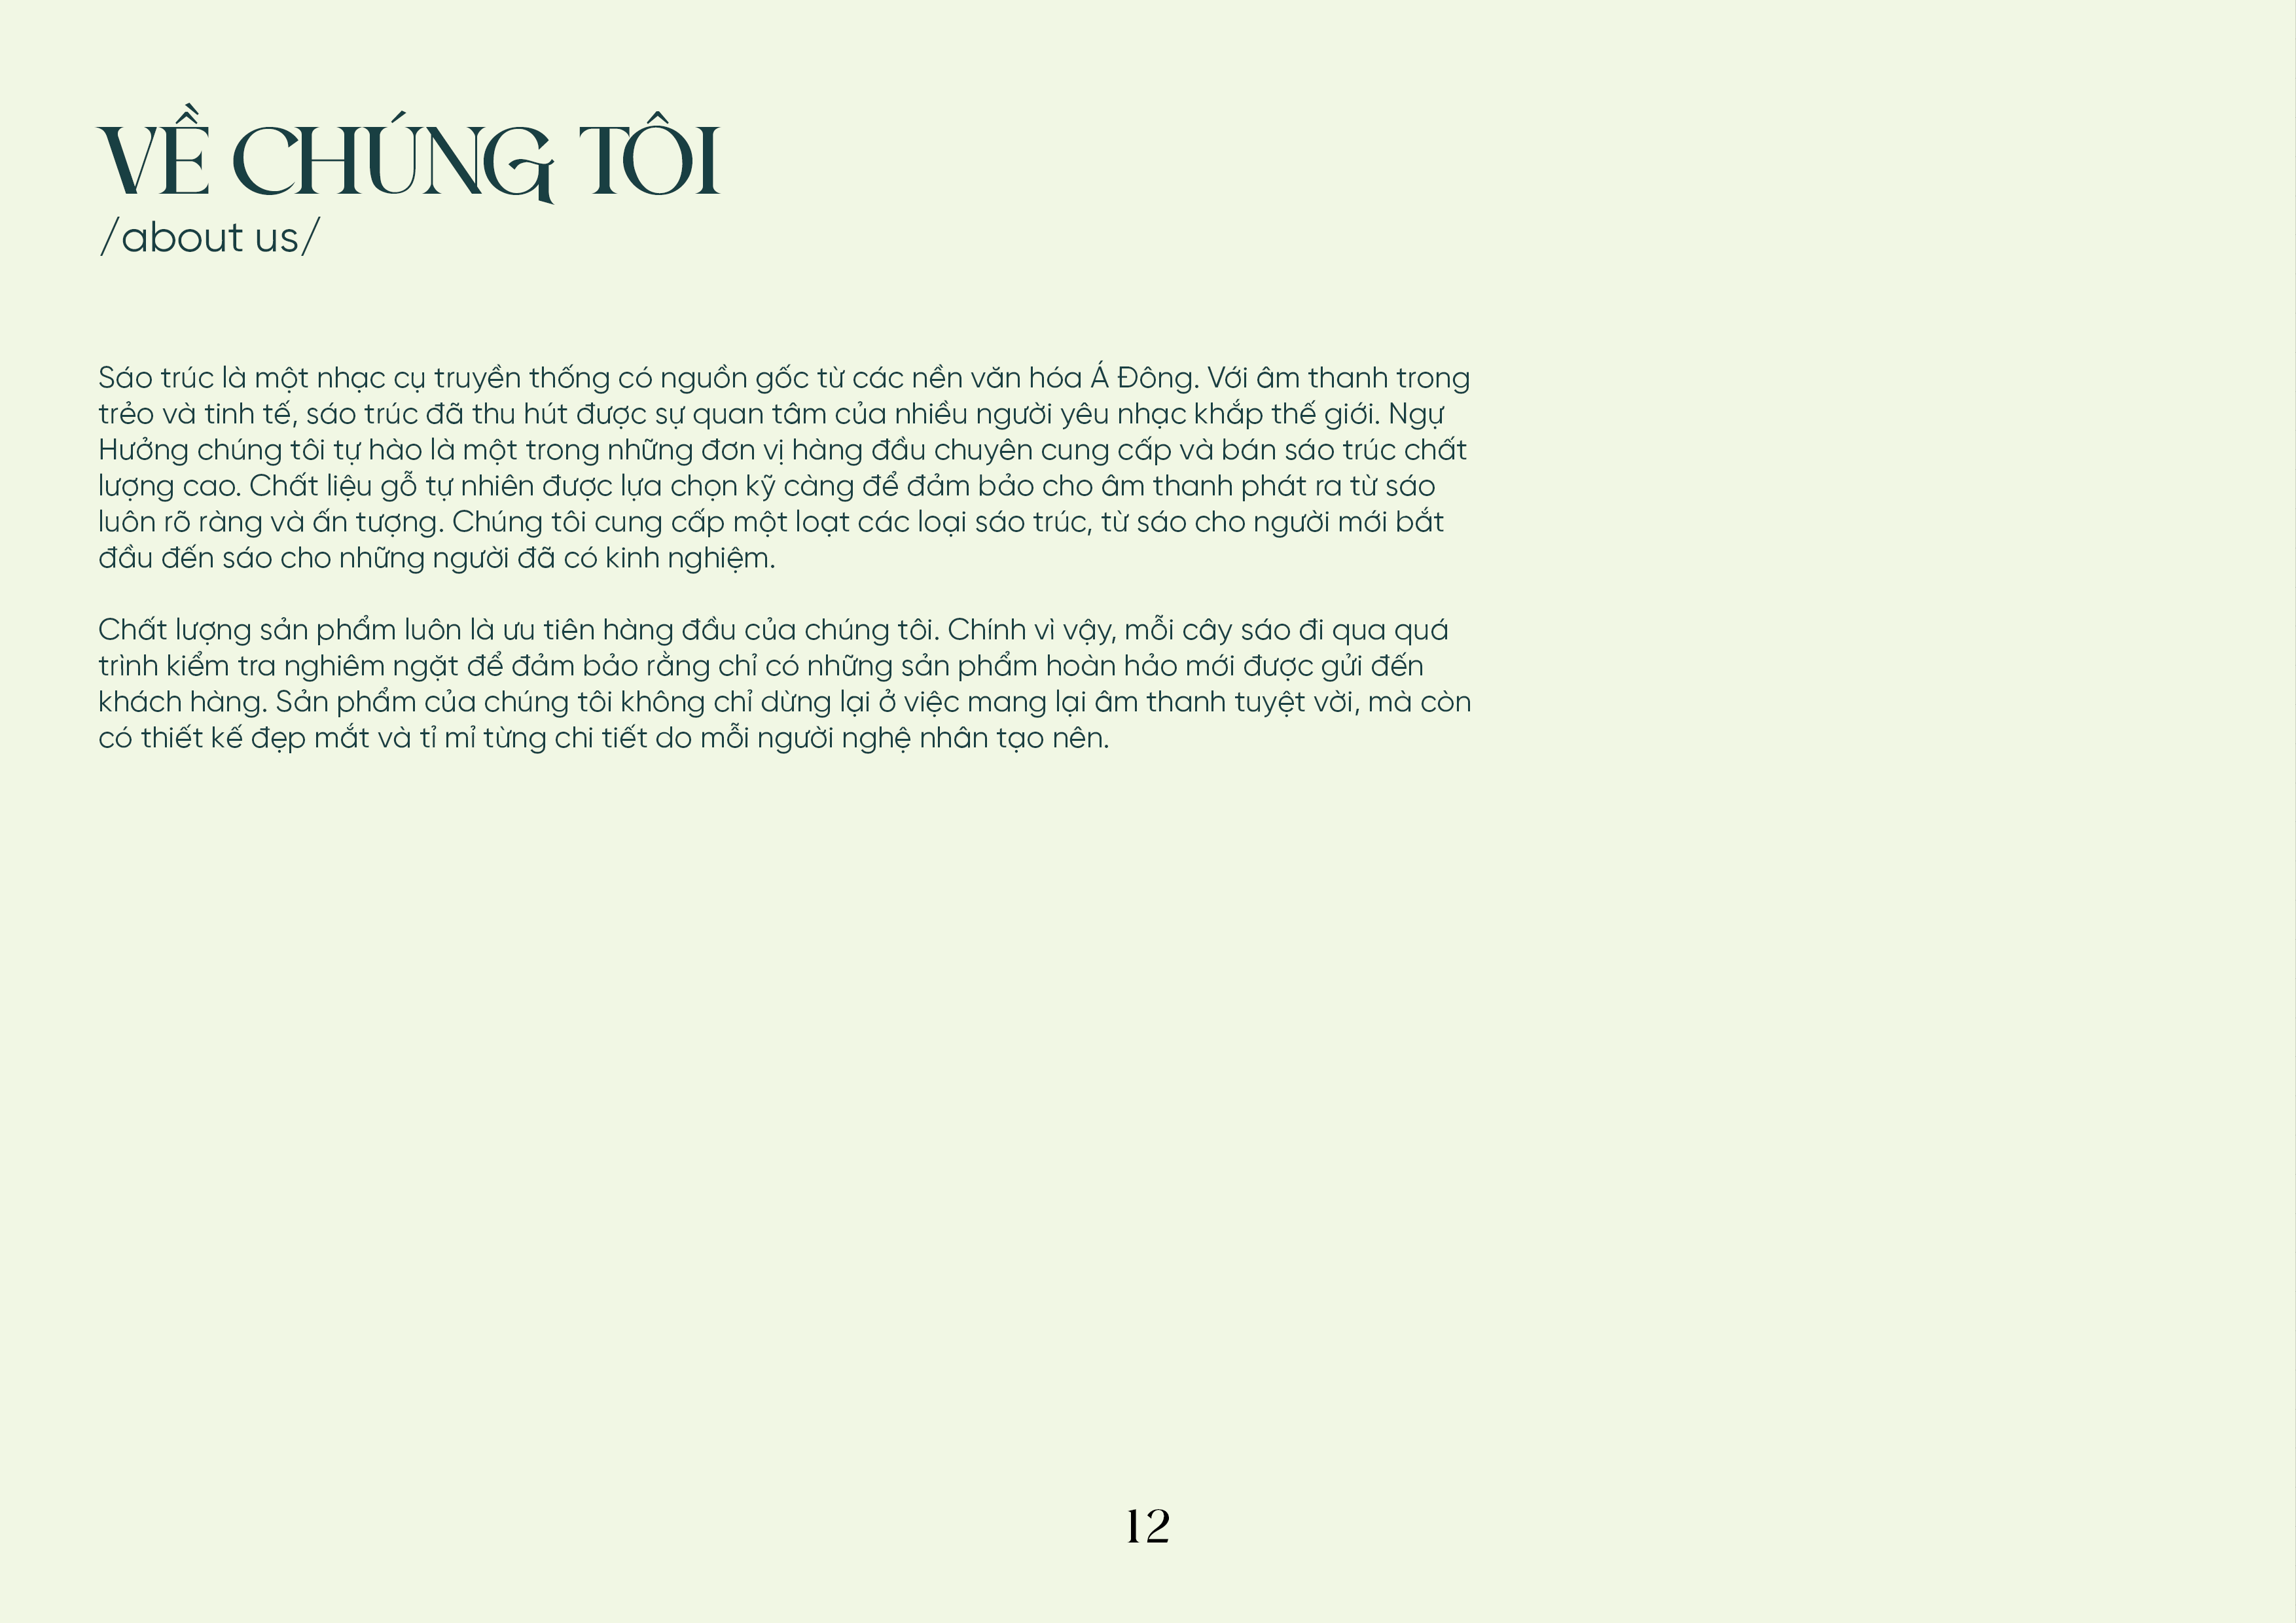 VỀ CHÚNG TÔI
/about us/
Sáo trúc là một nhạc cụ truyền thống có nguồn gốc từ các nền văn hóa Á Đông. Với âm thanh trong
trẻo và tinh tế, sáo trúc đã thu hút được sự quan tâm của nhiều người yêu nhạc khắp thế giới. Ngự
Hưởng chúng tôi tự hào là một trong những đơn vị hàng đầu chuyên cung cấp và bán sáo trúc chất
lượng cao. Chất liệu gỗ tự nhiên được lựa chọn kỹ càng để đảm bảo cho âm thanh phát ra từ sáo
luôn rõ ràng và ấn tượng. Chúng tôi cung cấp một loạt các loại sáo trúc, từ sáo cho người mới bắt
đầu đến sáo cho những người đã có kinh nghiệm.
Chất lượng sản phẩm luôn là ưu tiên hàng đầu của chúng tôi. Chính vì vậy, mỗi cây sáo đi qua quá
trình kiểm tra nghiêm ngặt để đảm bảo rằng chỉ có những sản phẩm hoàn hảo mới được gửi đến
khách hàng. Sản phẩm của chúng tôi không chỉ dừng lại ở việc mang lại âm thanh tuyệt vời, mà còn
có thiết kế đẹp mắt và tỉ mỉ từng chi tiết do mỗi người nghệ nhân tạo nên.
12